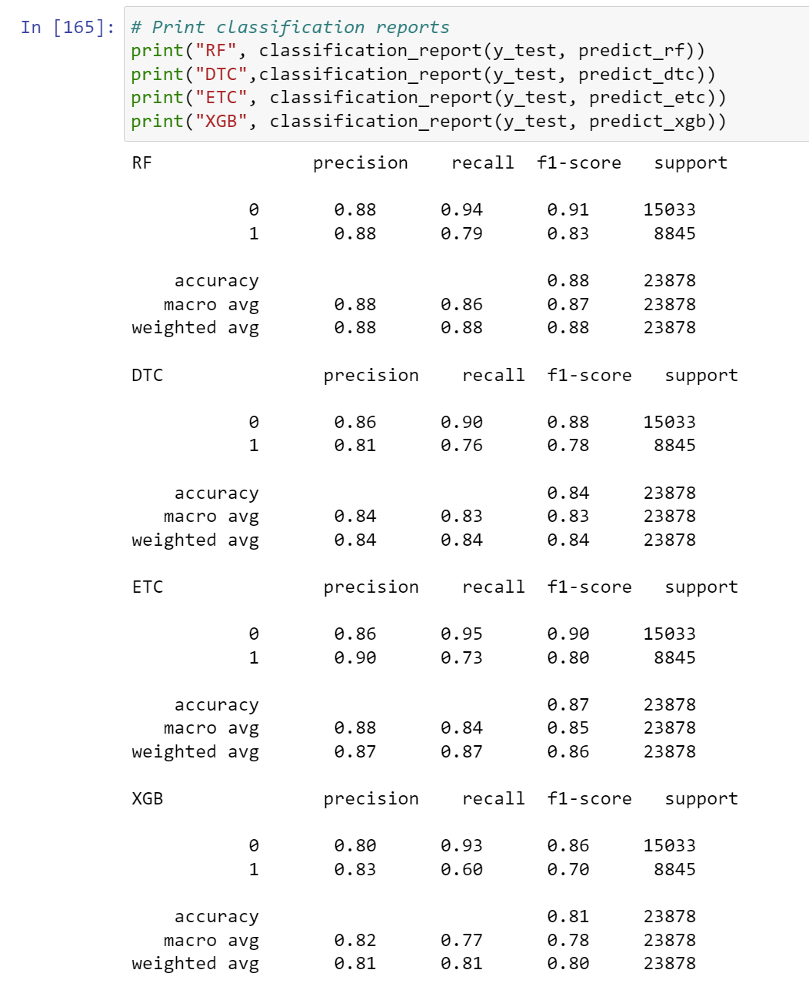 In [165]: # Print classification reports
print("RF", classification_report(y_test, predict_rf))
print("DTC",classification_report(y_test, predict_dtc))
print("ETC", classification_report(y_test, predict_etc))
print("XGB", classification_report(y_test, predict_xgb))
RF precision recall f1-score support
0 0.88 0.94 0.91 15033
1 0.88 0.79 0.83 8845
accuracy 0.88 23878
macro avg 0.88 0.86 0.87 23878
weighted avg 0.88 0.88 0.88 23878
DTC precision recall f1-score support
0 0.86 0.90 0.88 15033
1 0.81 0.76 0.78 8845
accuracy 0.84 23878
macro avg 0.84 0.83 0.83 23878
weighted avg 0.84 0.84 0.84 23878
ETC precision recall f1-score support
0 0.86 0.95 0.90 15033
1 0.90 0.73 0.80 8845
accuracy 0.87 23878
macro avg 0.88 0.84 0.85 23878
weighted avg 0.87 0.87 0.86 23878
XGB precision recall f1-score support
0 0.80 0.93 0.86 15033
1 0.83 0.60 0.70 8845
accuracy 0.81 23878
macro avg 0.82 0.77 0.78 23878
weighted avg 0.81 0.81 0.80 23878